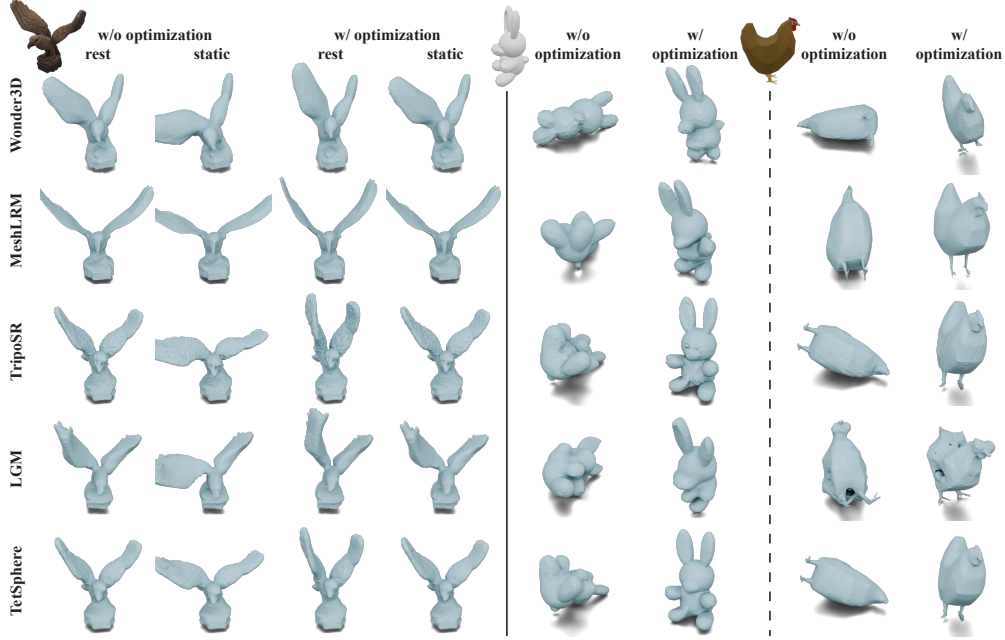 w/o optimization
rest static
w/ optimization
rest static
w/o
optimization
w/
optimization
w/o
optimization
w/
optimization
Wonder3D
MeshLRM
TripoSR
LGM
TetSphere